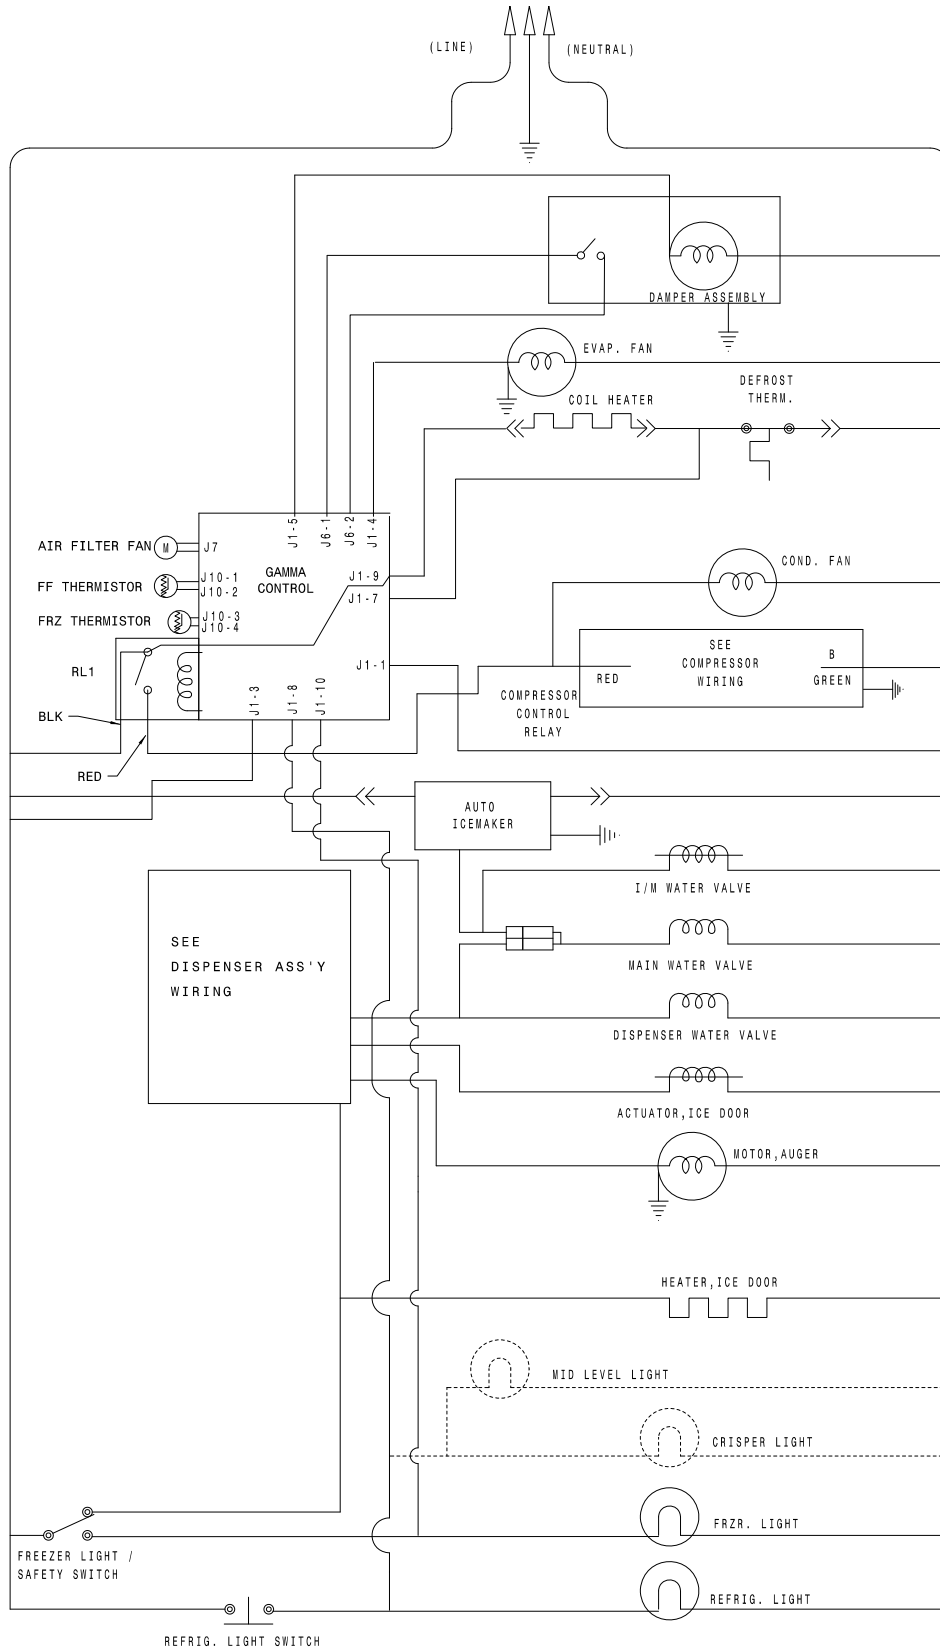 (LINE)
(NEUTRAL)
DAMPER ASSEMBLY
EVAP. FAN
DEFROST
THERM.
COIL HEATER
J1-5
J6-1
J6-2
J1-4
AIR FILTER FAN
M
J7
GAMMA
CONTROL
J1-9
J1-7
FF THERMISTOR
J10-1
J10-2
FRZ THERMISTOR
J10-3
J10-4
COND. FAN
RL1
J1-1
SEE
COMPRESSOR
WIRING
RED
B
GREEN
COMPRESSOR
CONTROL
RELAY
J1-3
J1-8
J1-10
BLK
RED
AUTO
ICEMAKER
I/M WATER VALVE
SEE
DISPENSER ASS'Y
WIRING
MAIN WATER VALVE
DISPENSER WATER VALVE
ACTUATOR,ICE DOOR
MOTOR,AUGER
HEATER,ICE DOOR
MID LEVEL LIGHT
CRISPER LIGHT
FRZR. LIGHT
FREEZER LIGHT /
SAFETY SWITCH
REFRIG. LIGHT
REFRIG. LIGHT SWITCH